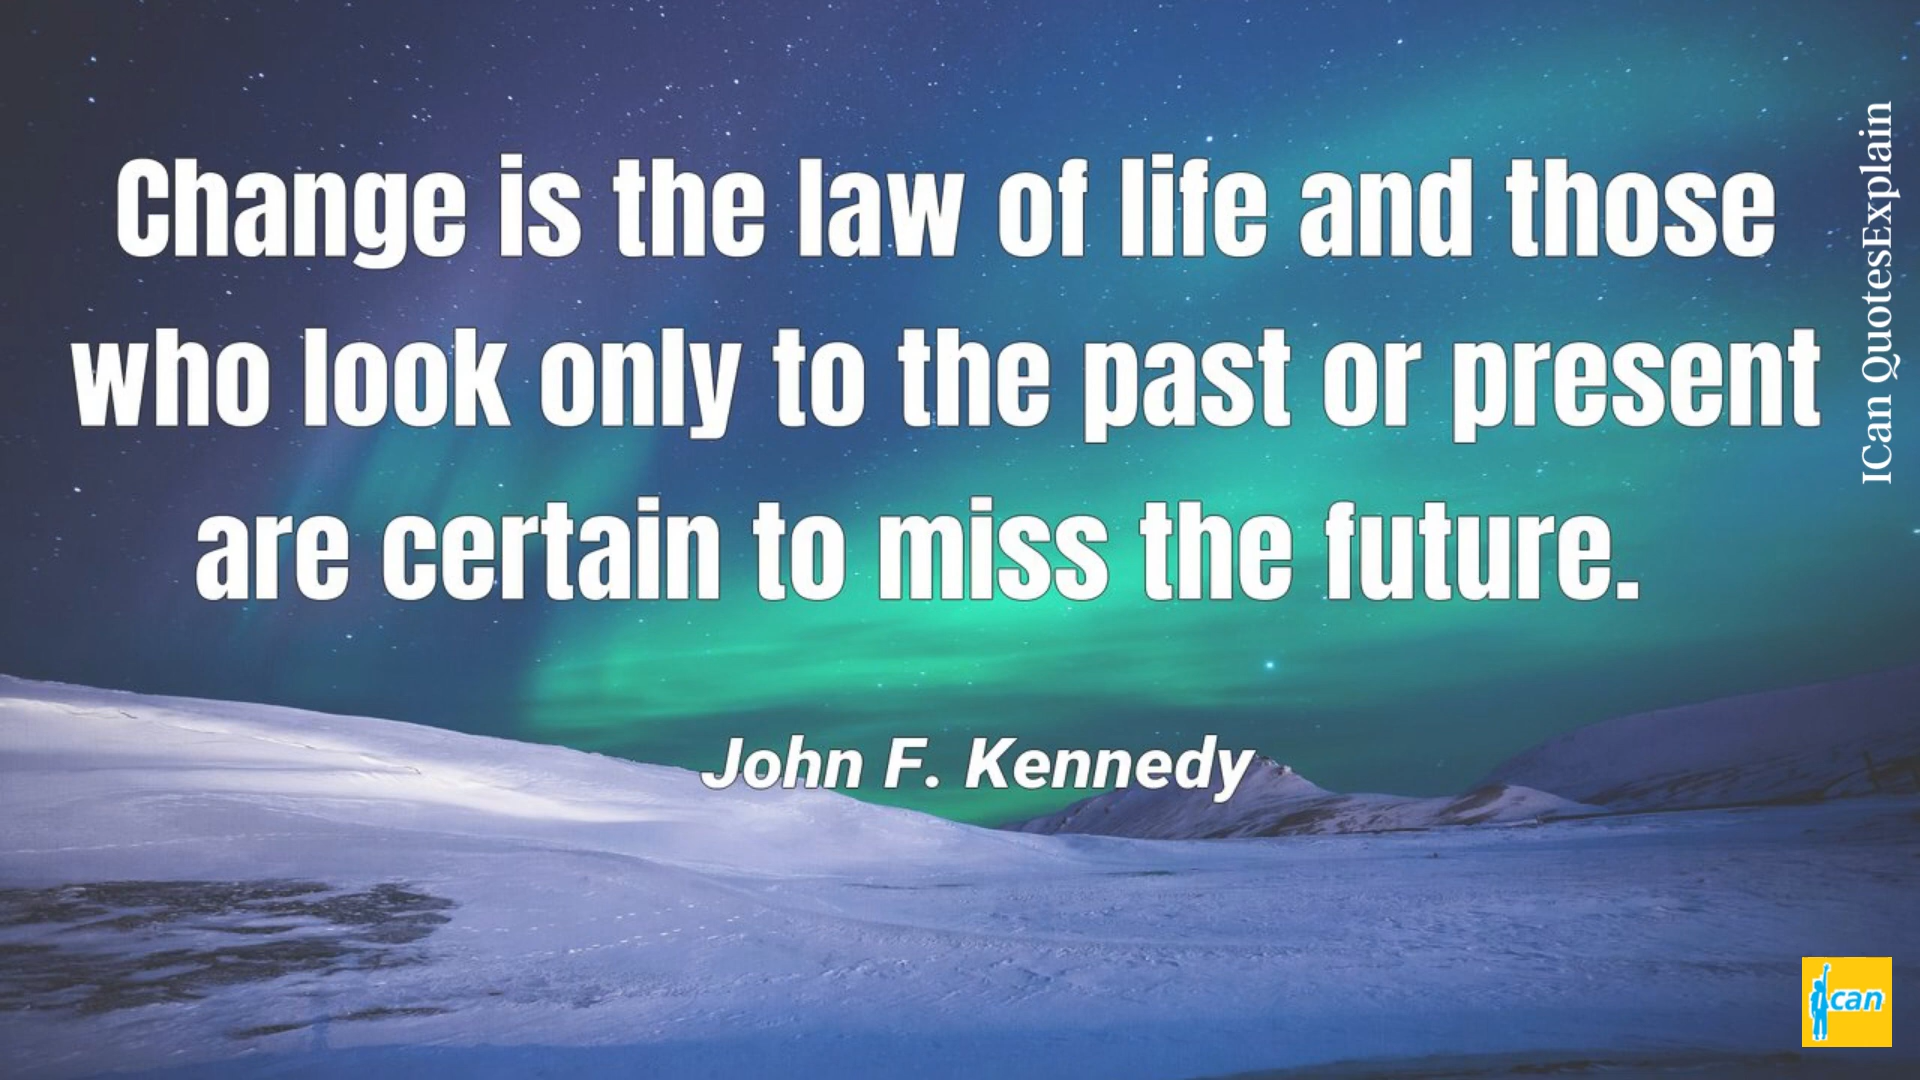 Change is the law of life and those
who look only to the past or present
are certain to miss the future.
John F. Kennedy
ICan QuotesExplain
ican